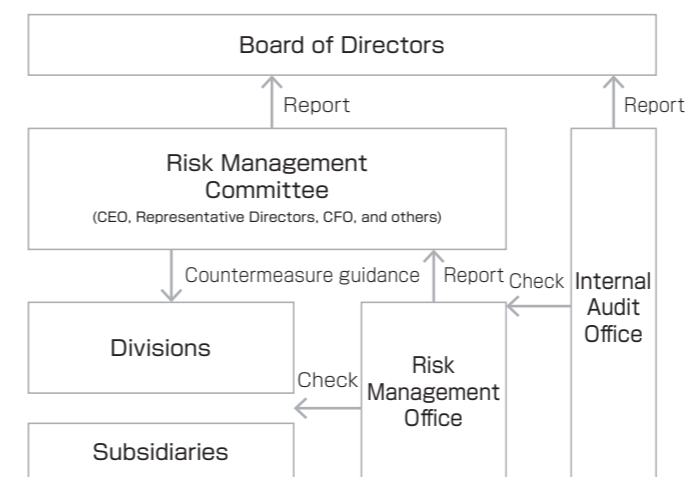 Board of Directors
Report
Report
Risk Management
Committee
(CEO, Representative Directors, CFO, and others)
Countermeasure guidance
Report
Check
Internal
Audit
Office
Divisions
Check
Risk
Management
Office
Subsidiaries